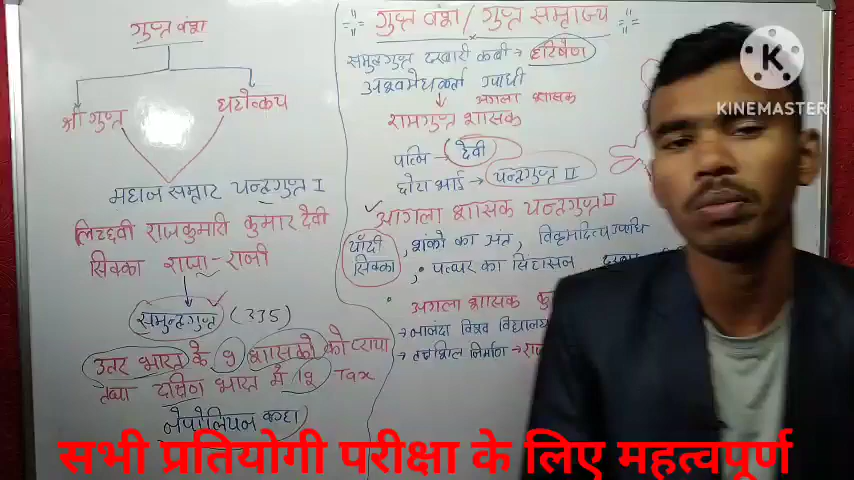 गुप्त वंश
श्री गुप्त
घटोत्कच
महान सम्राट चन्द्रगुप्त I
लिच्छवी राजकुमारी कुमार देवी
सिक्का राजा-रानी
समुन्द्रगुप्त (335)
उत्तर भारत के 9 शासको को
तथा दक्षिण भारत में 12 Tax
नेपोलियन कहा
गुप्त वंश / गुप्त सम्राज्य
समुद्रगुप्त दरबारी कवी → हरिषेण
अश्वमेधकर्ता उपाधी
अगला शासक
रामगुप्त शासक
पत्नि → देवी
छोटा भाई → चन्द्रगुप्त II
अगला शासक चन्द्रगुप्त II
चाँदी सिक्का, शंको का अंत, विक्रमादित्य उपाधि
पत्थर का सिंहासन
अगला शासक
→ नालंदा विश्व विद्यालय
→ तक्षशिल निर्माण →
KINEMASTER
सभी प्रतियोगी परीक्षा के लिए महत्वपूर्ण